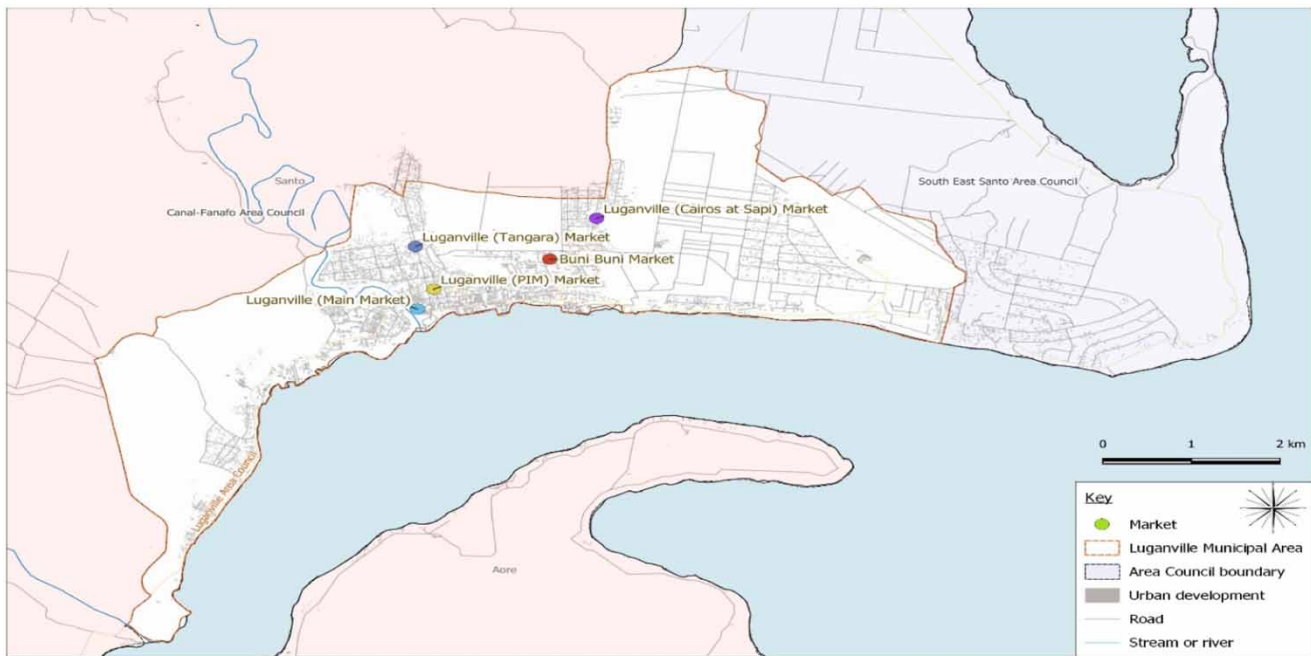 Santo
Canal-Fanafo Area Council
South East Santo Area Council
Luganville (Cairos at Sapi) Market
Luganville (Tangara) Market
Buni Buni Market
Luganville (PIM) Market
Luganville (Main Market)
Luganville Area Council
Aore
0 1 2 km
Key
Market
Luganville Municipal Area
Area Council boundary
Urban development
Road
Stream or river